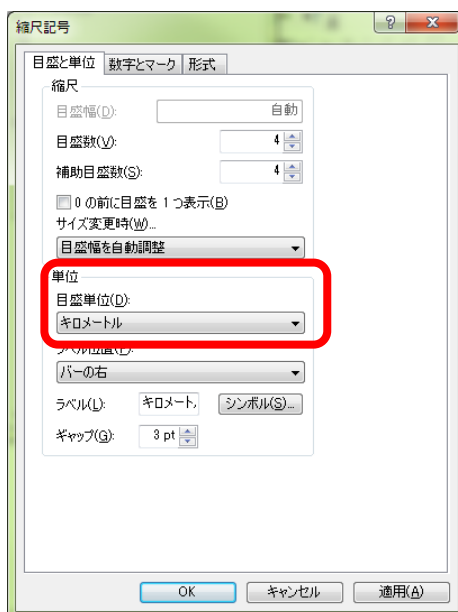 縮尺記号
目盛と単位 数字とマーク 形式
縮尺
目盛幅(D): 自動
目盛数(V): 4
補助目盛数(S): 4
0 の前に目盛を 1 つ表示(B)
サイズ変更時(W)...
目盛幅を自動調整
単位
目盛単位(D):
キロメートル
ラベル位置(P):
バーの右
ラベル(L): キロメート, シンボル(S)...
ギャップ(G): 3 pt
OK キャンセル 適用(A)